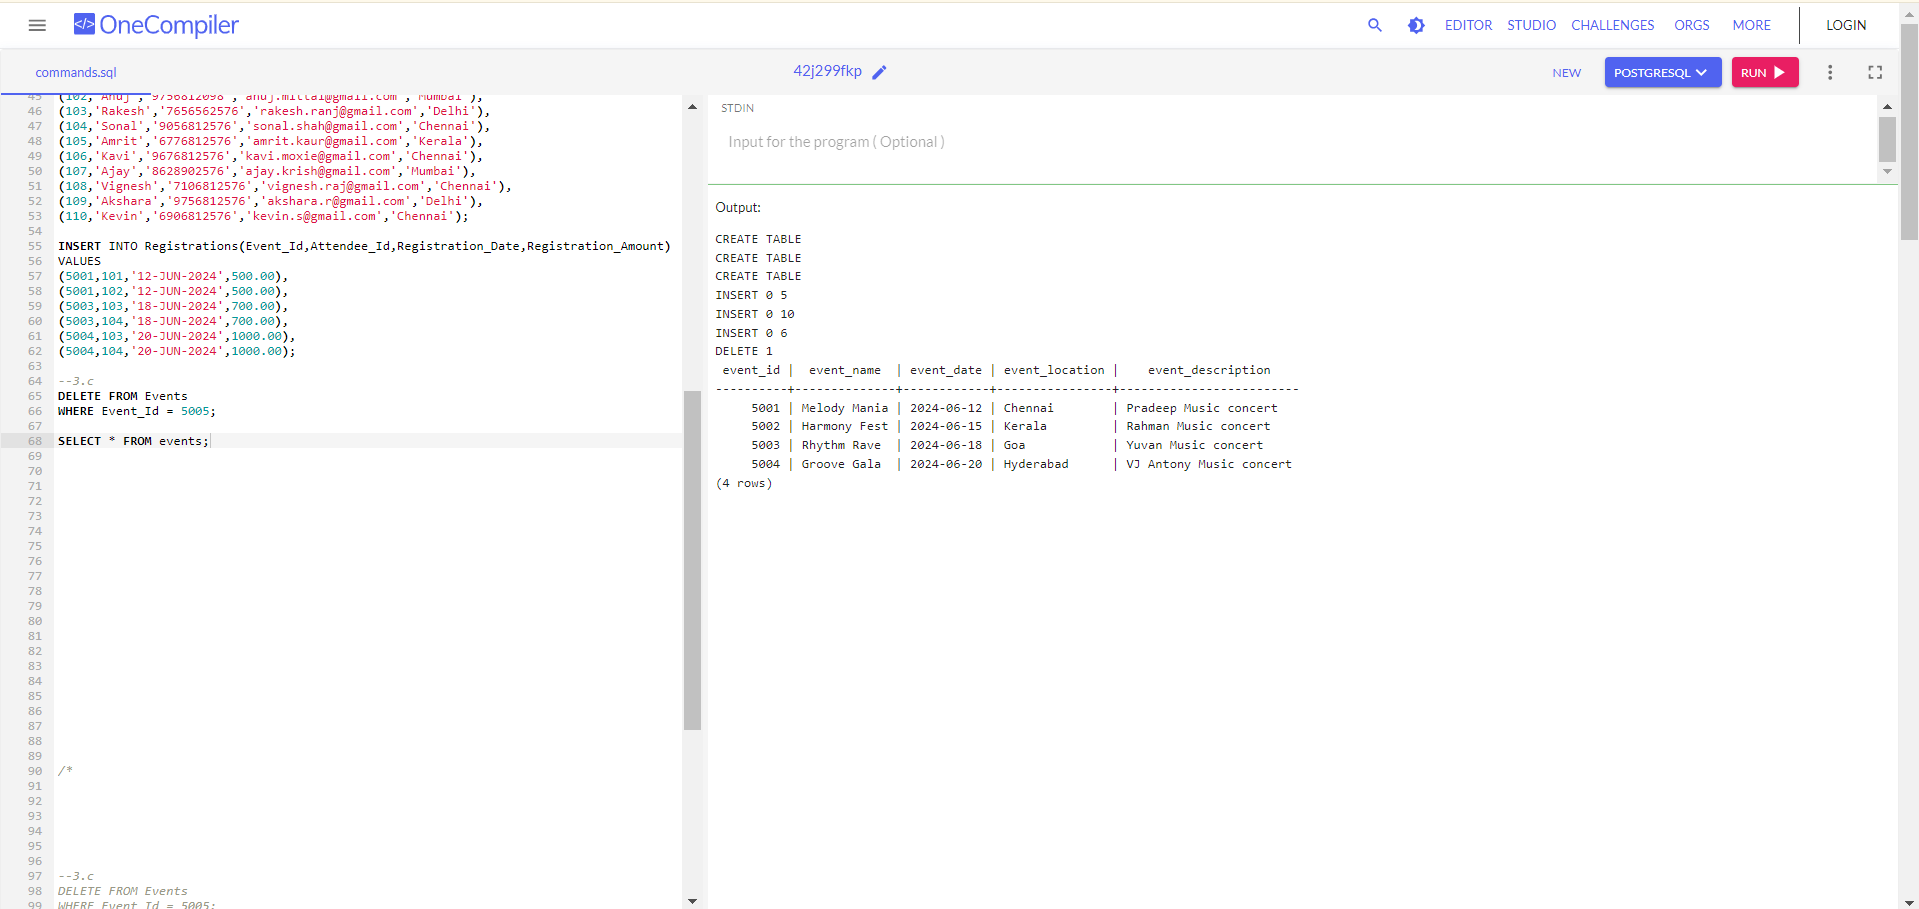 OneCompiler
EDITOR STUDIO CHALLENGES ORGS MORE LOGIN
commands.sql
42j299fkp
NEW POSTGRESQL RUN
45 (102,'Anuj','9756812098','anuj.mittal@gmail.com','Mumbai'),
46 (103,'Rakesh','7656562576','rakesh.ranj@gmail.com','Delhi'),
47 (104,'Sonal','9056812576','sonal.shah@gmail.com','Chennai'),
48 (105,'Amrit','6776812576','amrit.kaur@gmail.com','Kerala'),
49 (106,'Kavi','9676812576','kavi.moxie@gmail.com','Chennai'),
50 (107,'Ajay','8628902576','ajay.krish@gmail.com','Mumbai'),
51 (108,'Vignesh','7106812576','vignesh.raj@gmail.com','Chennai'),
52 (109,'Akshara','9756812576','akshara.r@gmail.com','Delhi'),
53 (110,'Kevin','6906812576','kevin.s@gmail.com','Chennai');
54
55 INSERT INTO Registrations(Event_Id,Attendee_Id,Registration_Date,Registration_Amount)
56 VALUES
57 (5001,101,'12-JUN-2024',500.00),
58 (5001,102,'12-JUN-2024',500.00),
59 (5003,103,'18-JUN-2024',700.00),
60 (5003,104,'18-JUN-2024',700.00),
61 (5004,103,'20-JUN-2024',1000.00),
62 (5004,104,'20-JUN-2024',1000.00);
63
64 --3.c
65 DELETE FROM Events
66 WHERE Event_Id = 5005;
67
68 SELECT * FROM events;
69
70
71
72
73
74
75
76
77
78
79
80
81
82
83
84
85
86
87
88
89
90 /*
91
92
93
94
95
96
97 --3.c
98 DELETE FROM Events
99 WHERE Event_Id = 5005;
STDIN
Input for the program ( Optional )
Output:
CREATE TABLE
CREATE TABLE
CREATE TABLE
INSERT 0 5
INSERT 0 10
INSERT 0 6
DELETE 1
event_id | event_name | event_date | event_location | event_description
----------+--------------+------------+----------------+-------------------------
5001 | Melody Mania | 2024-06-12 | Chennai | Pradeep Music concert
5002 | Harmony Fest | 2024-06-15 | Kerala | Rahman Music concert
5003 | Rhythm Rave | 2024-06-18 | Goa | Yuvan Music concert
5004 | Groove Gala | 2024-06-20 | Hyderabad | VJ Antony Music concert
(4 rows)